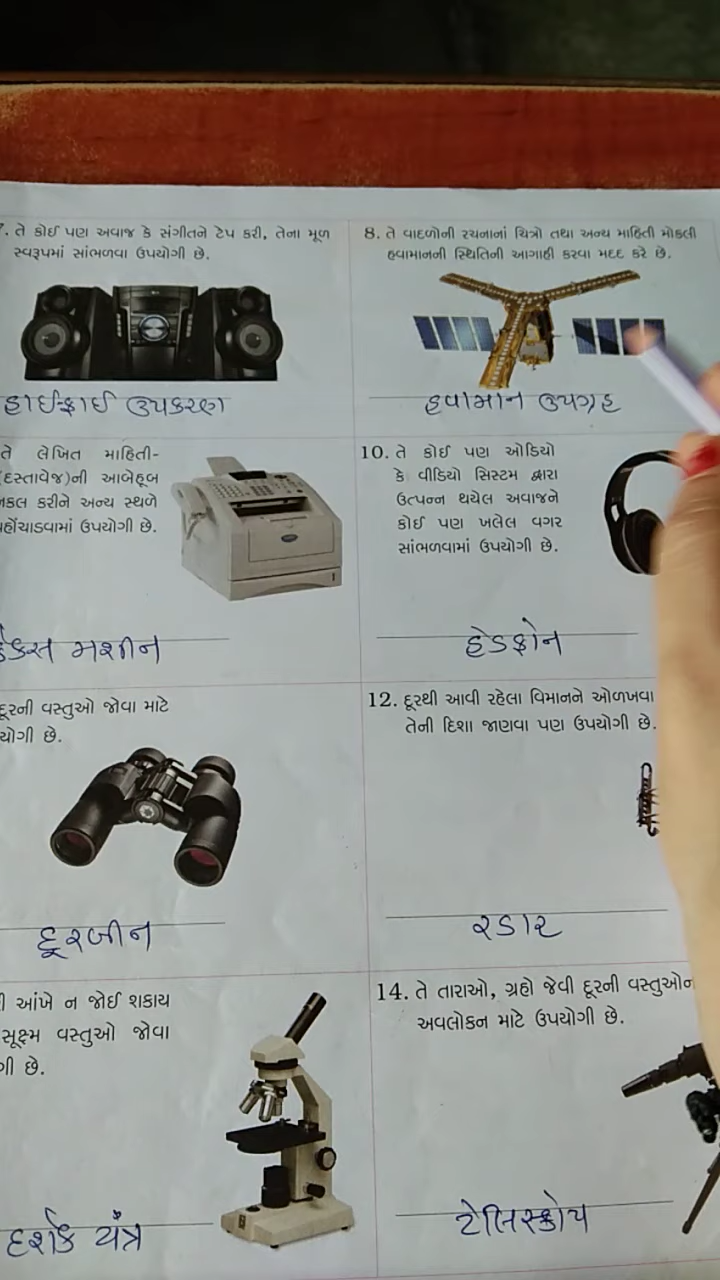 7. તે કોઈ પણ અવાજ કે સંગીતને ટેપ કરી, તેના મૂળ
સ્વરૂપમાં સાંભળવા ઉપયોગી છે.
હાઈફાઈ ઉપકરણ
8. તે વાદળોની રચનાનાં ચિત્રો તથા અન્ય માહિતી મોકલી
હવામાનની સ્થિતિની આગાહી કરવા મદદ કરે છે.
હવામાન ઉપગ્રહ
તે લેખિત માહિતી-
(દસ્તાવેજ)ની આબેહૂબ
નકલ કરીને અન્ય સ્થળે
પહોંચાડવામાં ઉપયોગી છે.
ફેકસ મશીન
10. તે કોઈ પણ ઓડિયો
કે વીડિયો સિસ્ટમ દ્વારા
ઉત્પન્ન થયેલ અવાજને
કોઈ પણ ખલેલ વગર
સાંભળવામાં ઉપયોગી છે.
હેડફોન
દૂરની વસ્તુઓ જોવા માટે
છે.
દૂરબીન
12. દૂરથી આવી રહેલા વિમાનને ઓળખવા
તેની દિશા જાણવા પણ ઉપયોગી છે.
રડાર
આંખે ન જોઈ શકાય
સૂક્ષ્મ વસ્તુઓ જોવા
છે.
દર્શક યંત્ર
14. તે તારાઓ, ગ્રહો જેવી દૂરની વસ્તુઓન
અવલોકન માટે ઉપયોગી છે.
ટેલિસ્કોપ